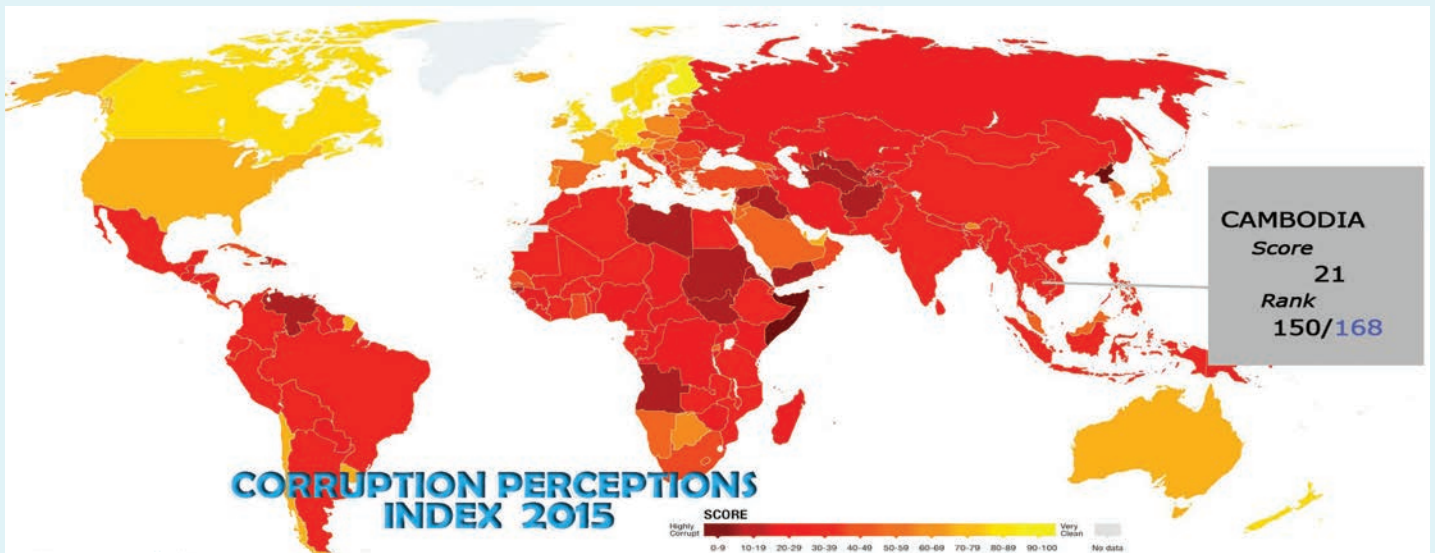 CAMBODIA
Score
21
Rank
150/168
CORRUPTION PERCEPTIONS
INDEX 2015
SCORE
Highly
Corrupt
Very
Clean
0-9 10-19 20-29 30-39 40-49 50-59 60-69 70-79 80-89 90-100
No data